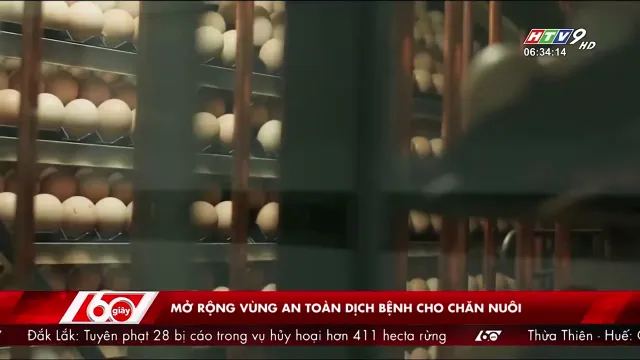 HTV9 HD
06:34:14
60 giây
MỞ RỘNG VÙNG AN TOÀN DỊCH BỆNH CHO CHĂN NUÔI
Đắk Lắk: Tuyên phạt 28 bị cáo trong vụ hủy hoại hơn 411 hecta rừng 60 Thừa Thiên - Huế: